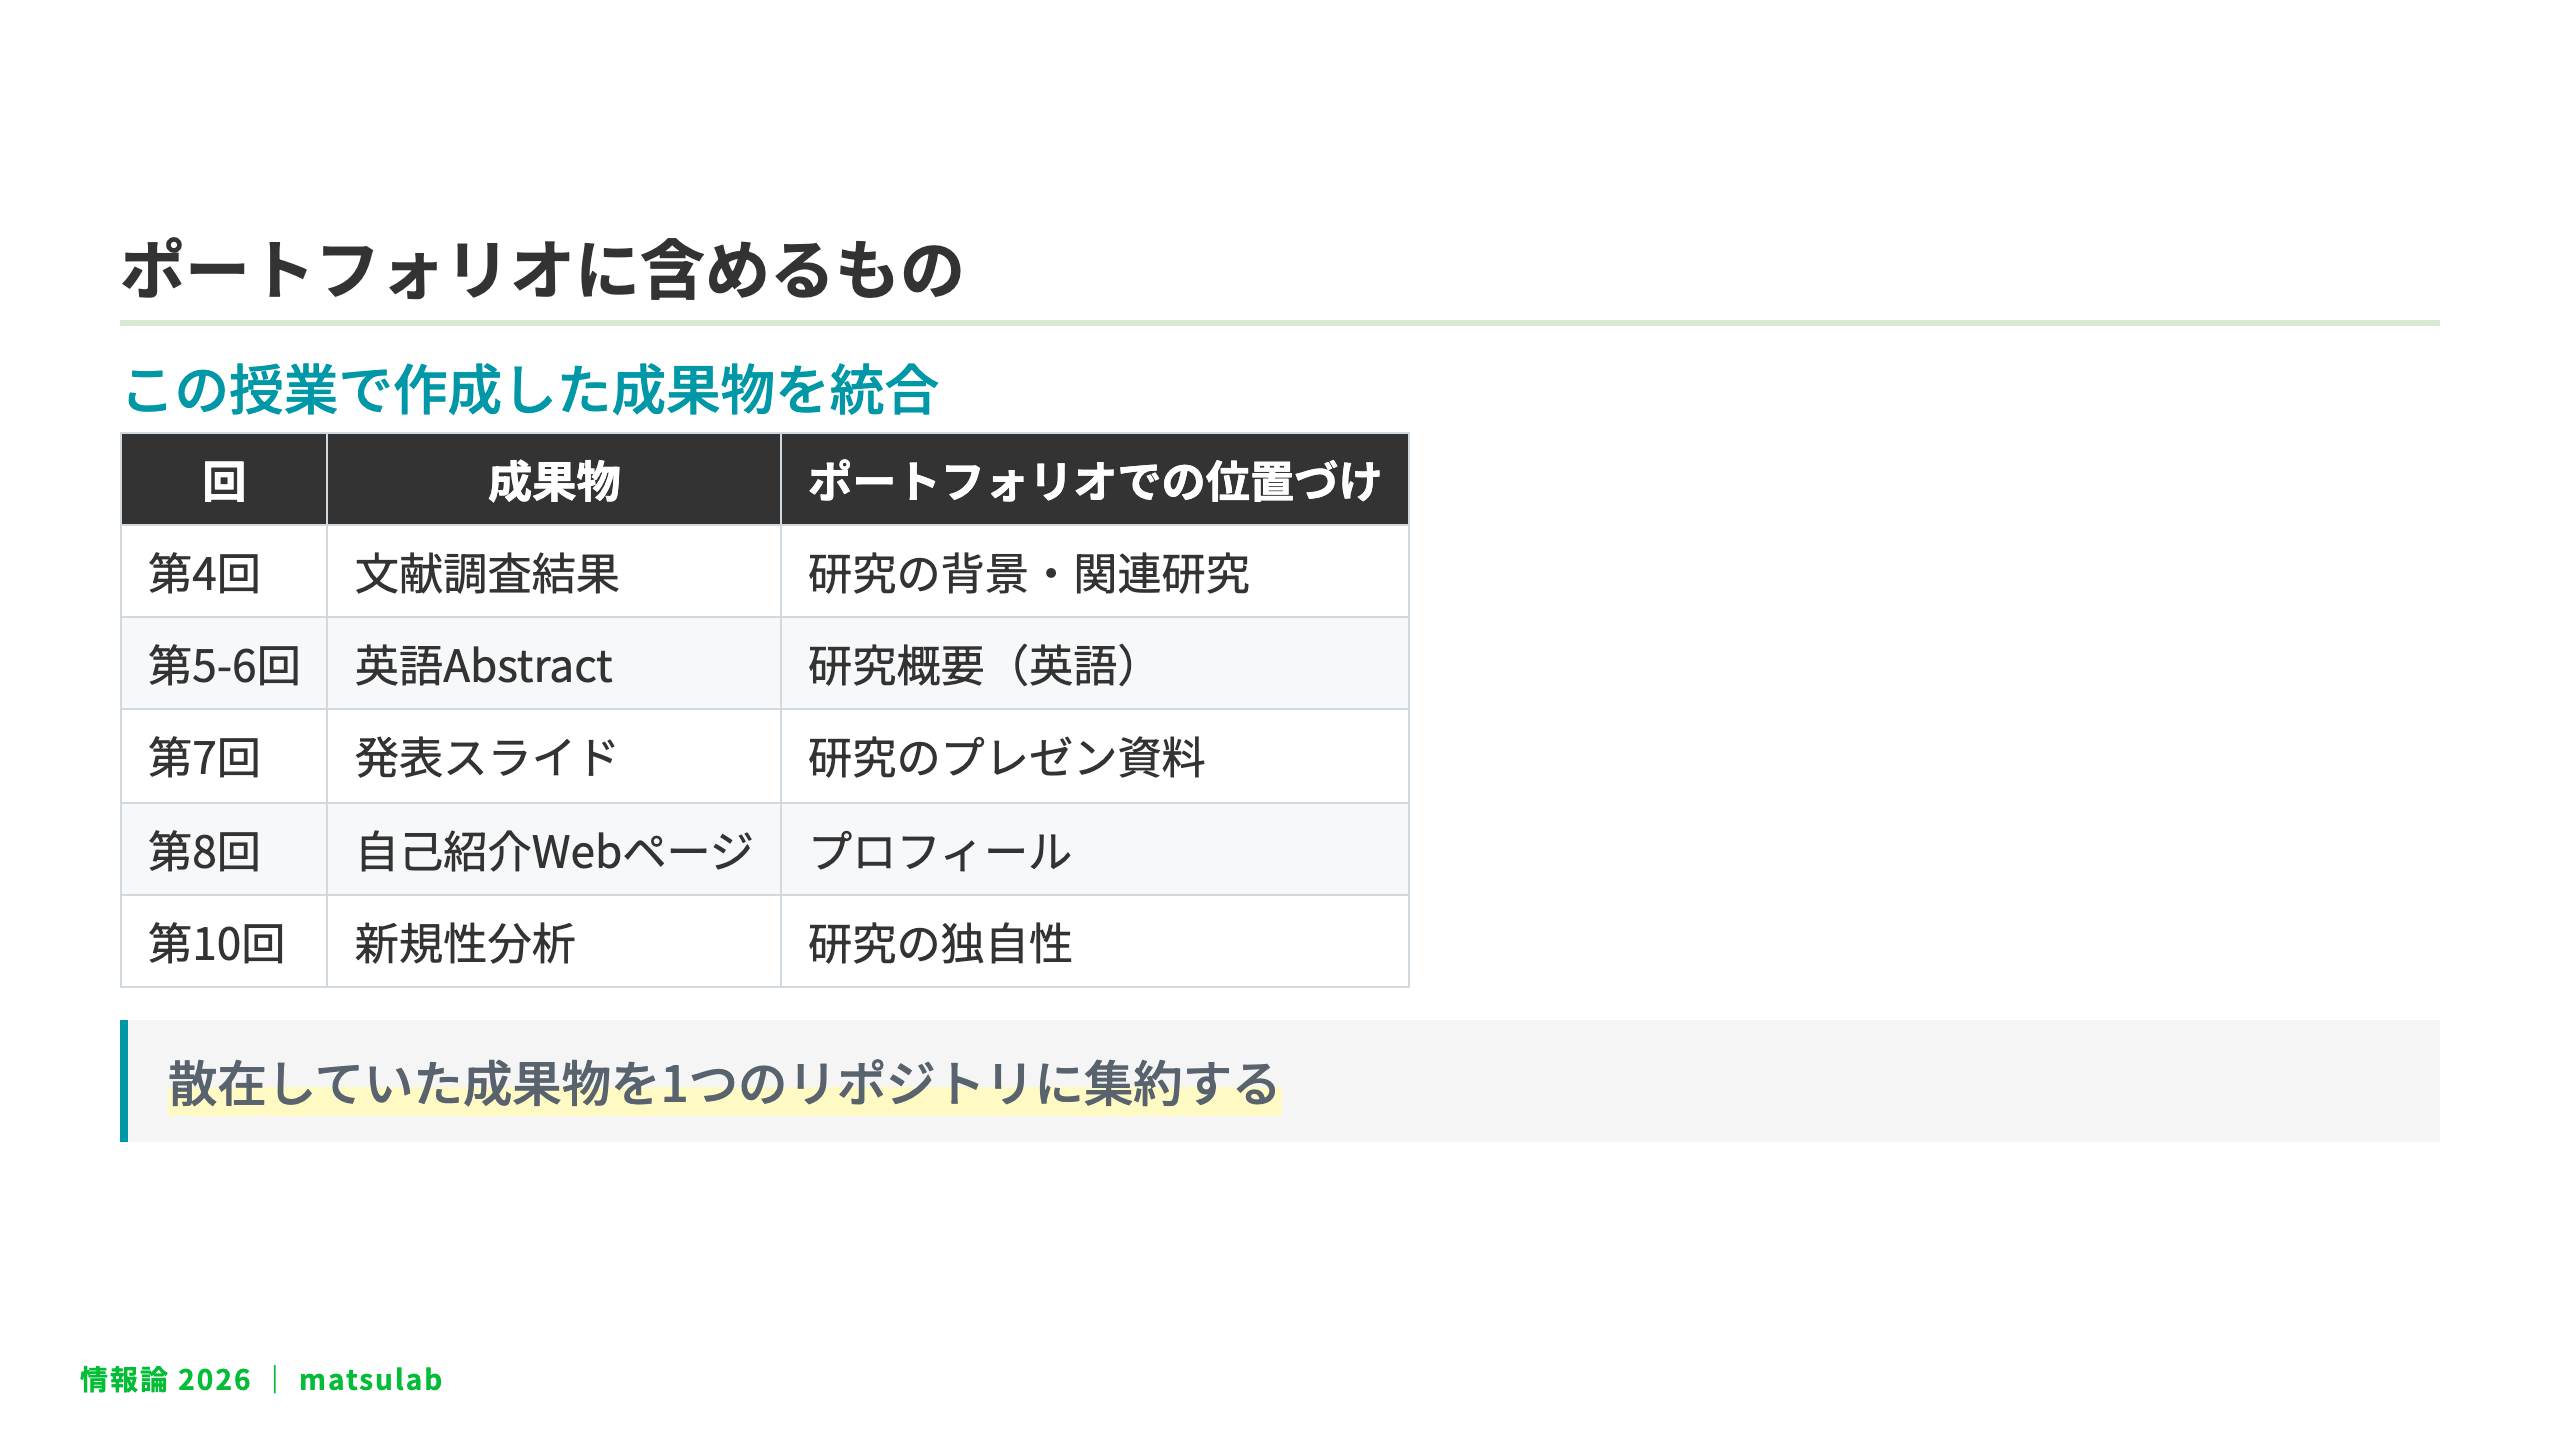 ポートフォリオに含めるもの
この授業で作成した成果物を統合
回 成果物 ポートフォリオでの位置づけ
第4回 文献調査結果 研究の背景・関連研究
第5-6回 英語Abstract 研究概要（英語）
第7回 発表スライド 研究のプレゼン資料
第8回 自己紹介Webページ プロフィール
第10回 新規性分析 研究の独自性
散在していた成果物を1つのリポジトリに集約する
情報論 2026 ｜ matsulab